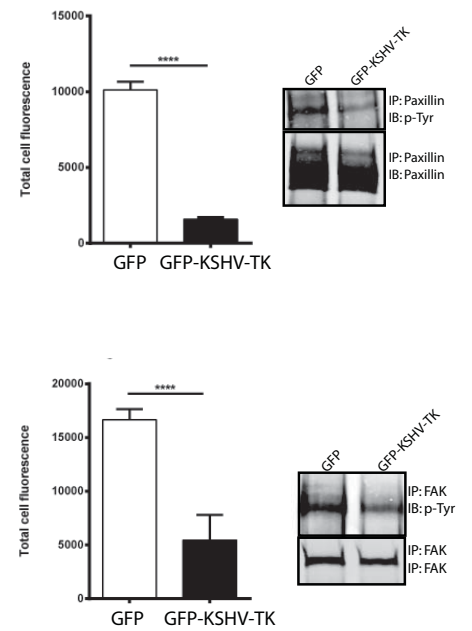 15000
10000
5000
0
Total cell fluorescence
****
GFP GFP-KSHV-TK
GFP GFP-KSHV-TK
IP: Paxillin
IB: p-Tyr
IP: Paxillin
IB: Paxillin
20000
15000
10000
5000
0
Total cell fluorescence
****
GFP GFP-KSHV-TK
GFP GFP-KSHV-TK
IP: FAK
IB: p-Tyr
IP: FAK
IP: FAK